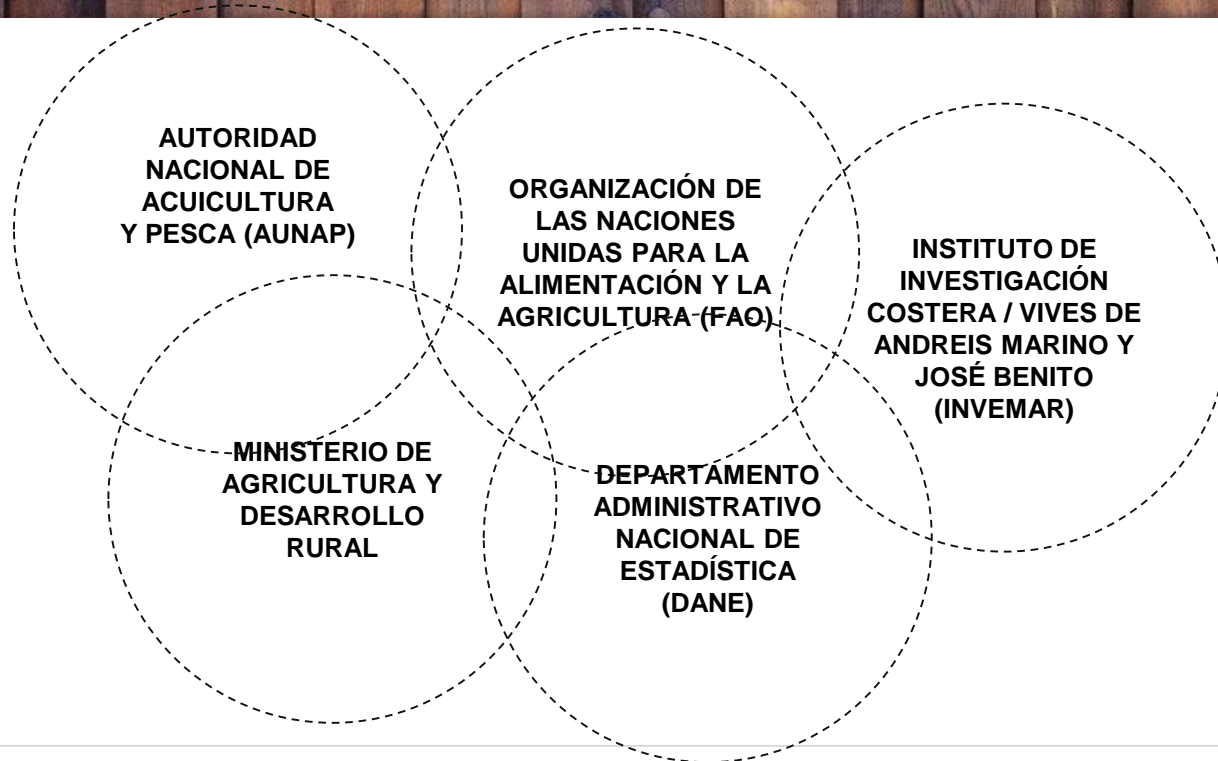 AUTORIDAD
NACIONAL DE
ACUICULTURA
Y PESCA (AUNAP)
ORGANIZACIÓN DE
LAS NACIONES
UNIDAS PARA LA
ALIMENTACIÓN Y LA
AGRICULTURA (FAO)
INSTITUTO DE
INVESTIGACIÓN
COSTERA / VIVES DE
ANDREIS MARINO Y
JOSÉ BENITO
(INVEMAR)
MINISTERIO DE
AGRICULTURA Y
DESARROLLO
RURAL
DEPARTAMENTO
ADMINISTRATIVO
NACIONAL DE
ESTADÍSTICA
(DANE)